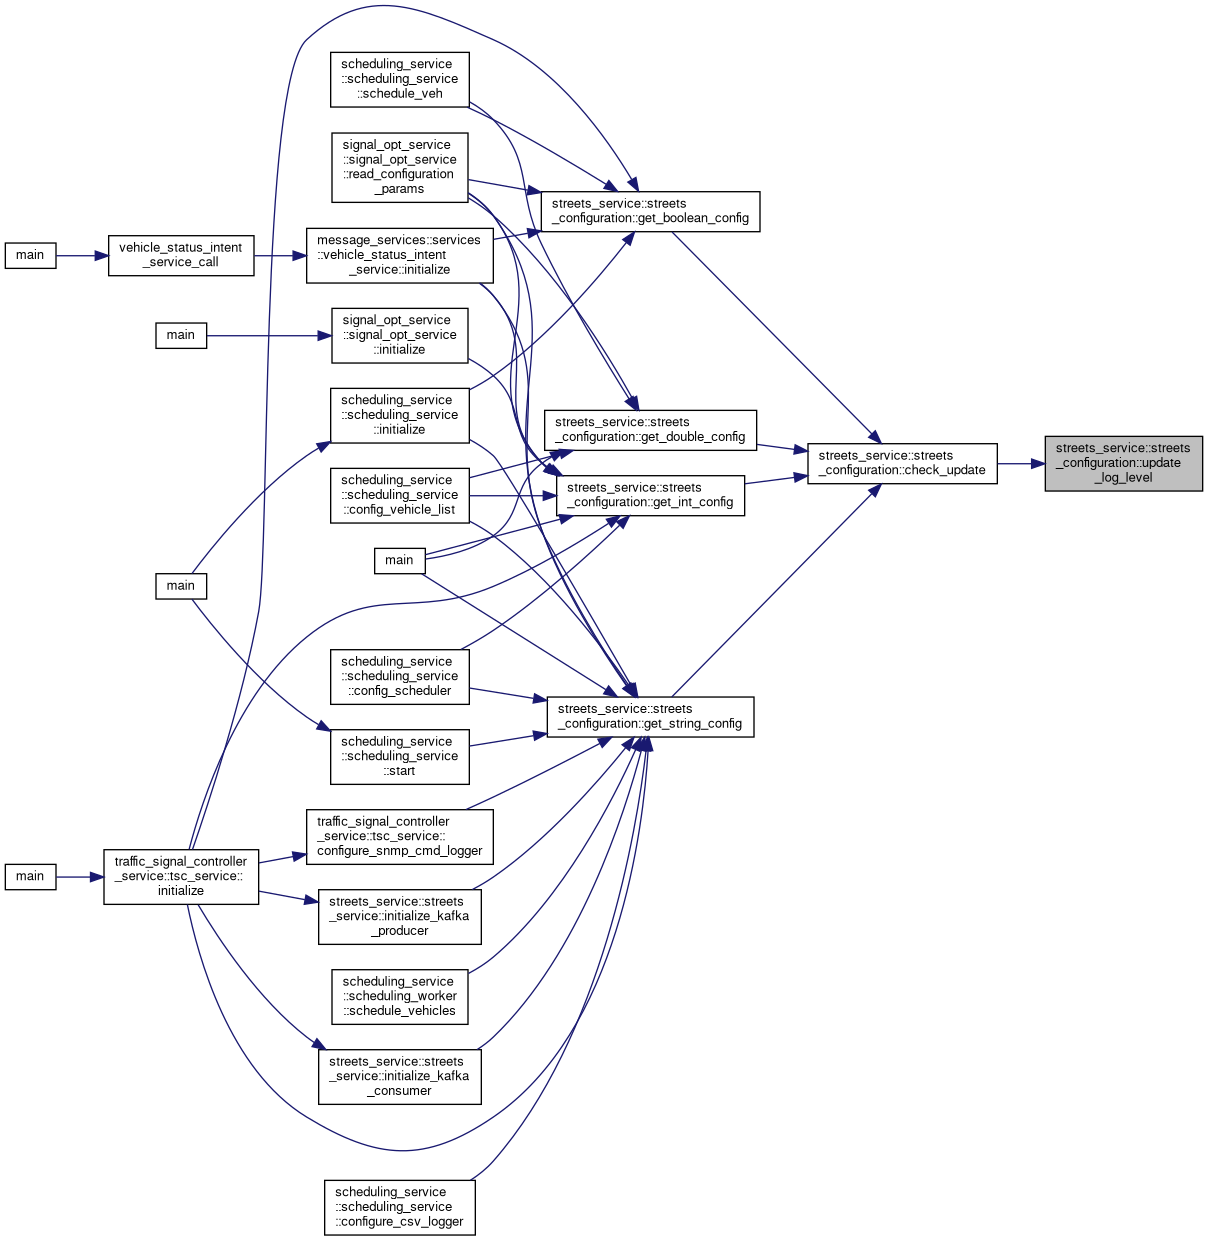 scheduling_service
::scheduling_service
::schedule_veh
signal_opt_service
::signal_opt_service
::read_configuration
_params
streets_service::streets
_configuration::get_boolean_config
message_services::services
::vehicle_status_intent
_service::initialize
vehicle_status_intent
_service_call
main
signal_opt_service
::signal_opt_service
::initialize
main
scheduling_service
::scheduling_service
::initialize
streets_service::streets
_configuration::get_double_config
streets_service::streets
_configuration::check_update
streets_service::streets
_configuration::update
_log_level
scheduling_service
::scheduling_service
::config_vehicle_list
streets_service::streets
_configuration::get_int_config
main
main
scheduling_service
::scheduling_service
::config_scheduler
streets_service::streets
_configuration::get_string_config
scheduling_service
::scheduling_service
::start
traffic_signal_controller
_service::tsc_service::
configure_snmp_cmd_logger
main
traffic_signal_controller
_service::tsc_service::
initialize
streets_service::streets
_service::initialize_kafka
_producer
scheduling_service
::scheduling_worker
::schedule_vehicles
streets_service::streets
_service::initialize_kafka
_consumer
scheduling_service
::scheduling_service
::configure_csv_logger